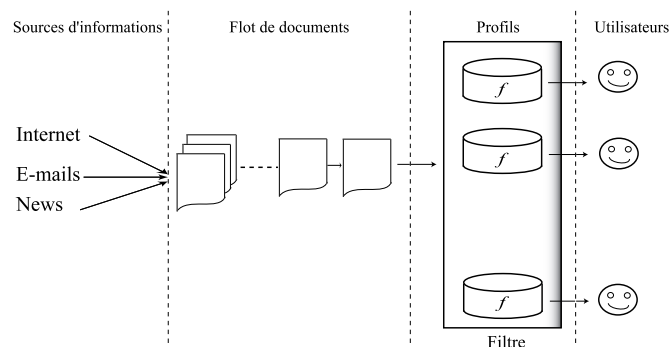 Sources d'informations
Flot de documents
Profils
Utilisateurs
f
Internet
f
E-mails
News
f
Filtre